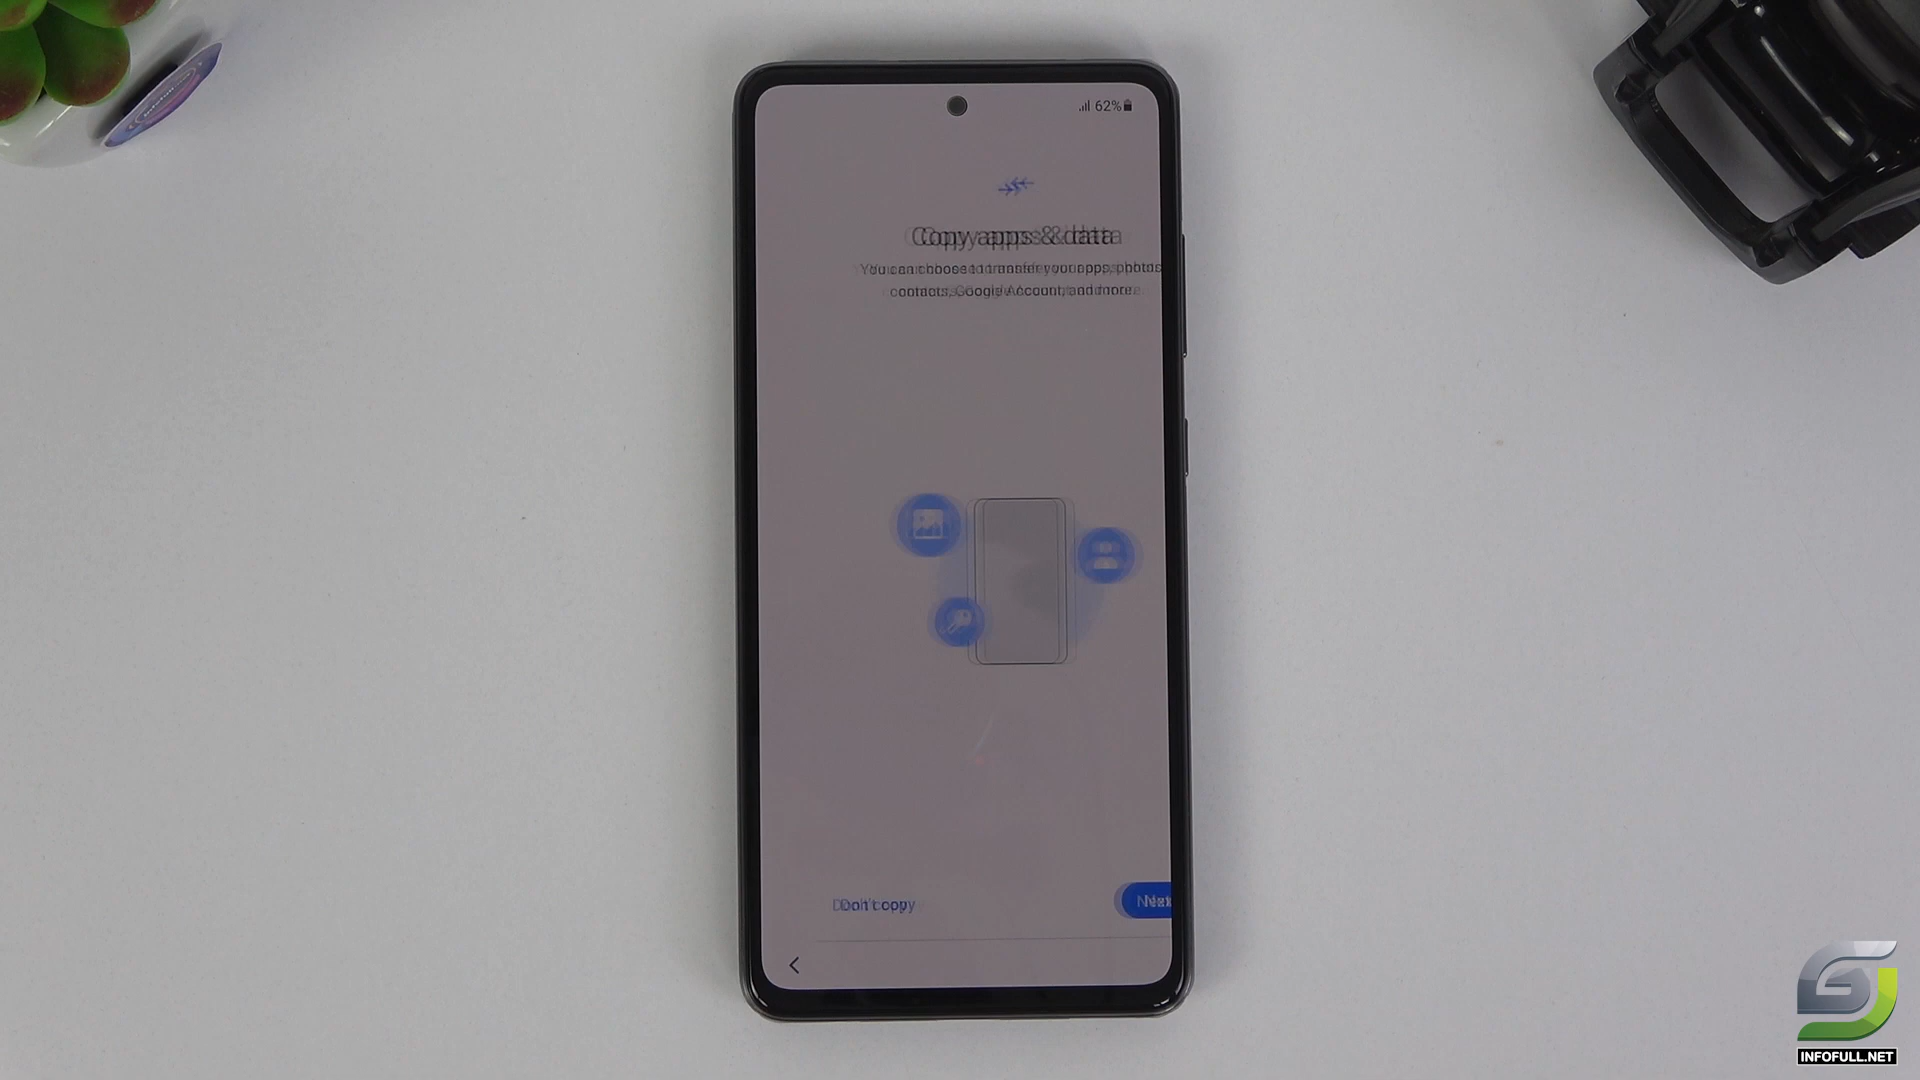 62%
Copy apps & data
You can choose to transfer your apps, photos
contacts, Google Account, and more.
Don't copy
Next
INFOFULL.NET